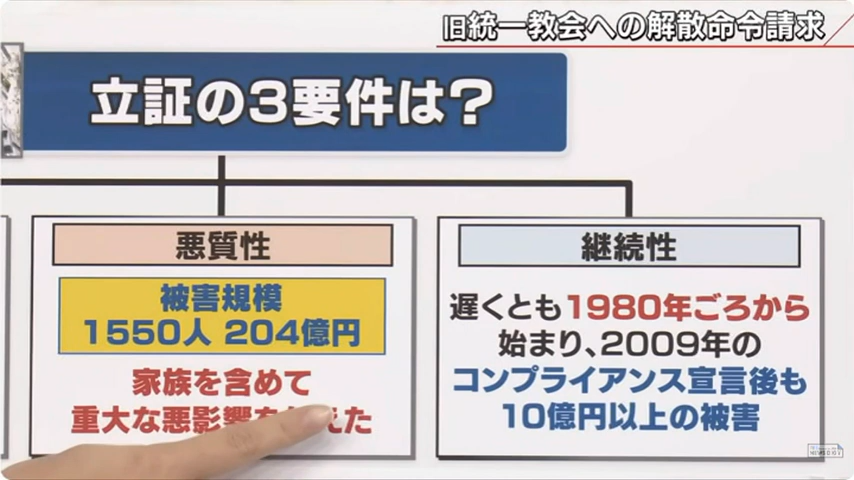 旧統一教会への解散命令請求
立証の3要件は?
悪質性
被害規模
1550人 204億円
家族を含めて
重大な悪影響を た
継続性
遅くとも1980年ごろから
始まり、2009年の
コンプライアンス宣言後も
10億円以上の被害